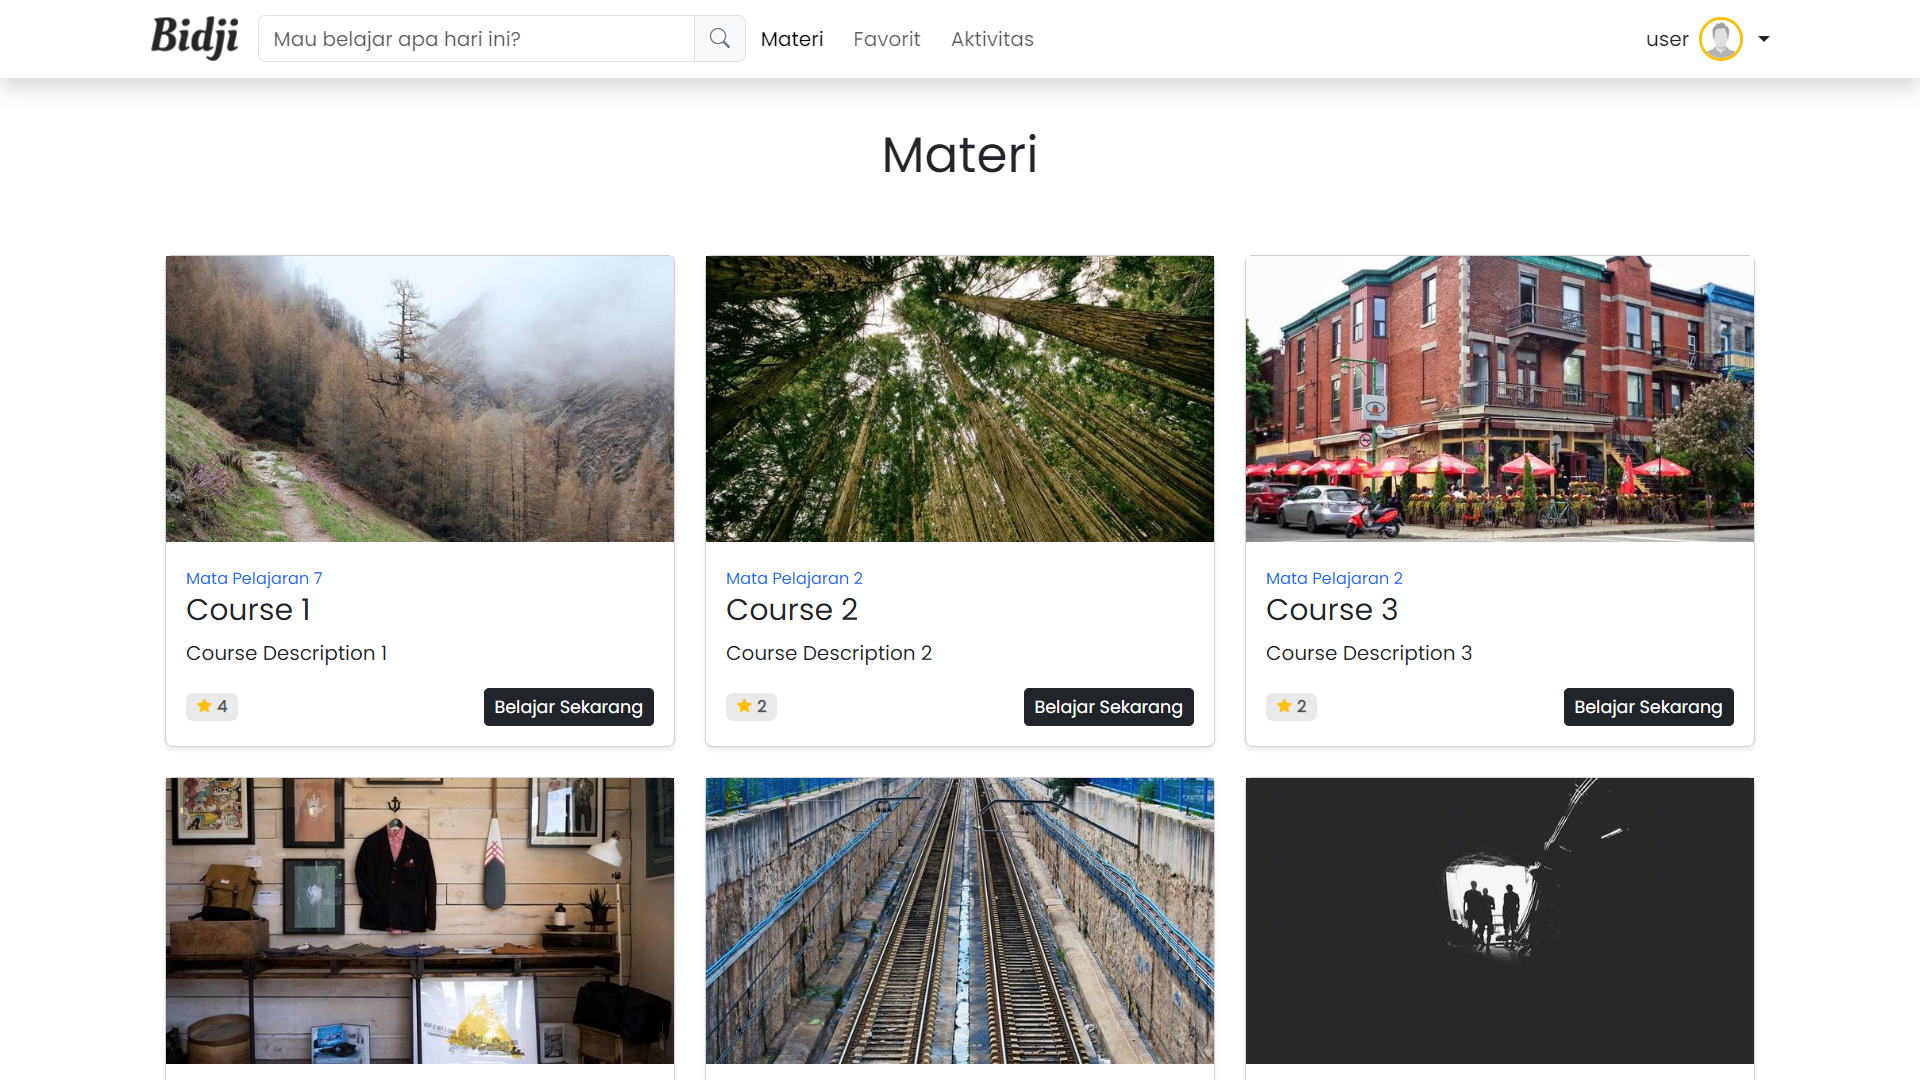 Bidji
Mau belajar apa hari ini?
Materi
Favorit
Aktivitas
user
Materi
Mata Pelajaran 7
Course 1
Course Description 1
4
Belajar Sekarang
Mata Pelajaran 2
Course 2
Course Description 2
2
Belajar Sekarang
Mata Pelajaran 2
Course 3
Course Description 3
2
Belajar Sekarang